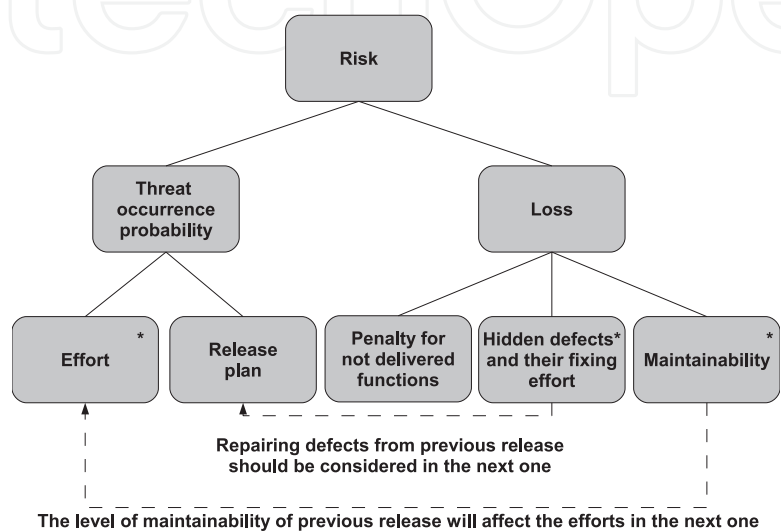 Risk
Threat
occurrence
probability
Loss
Effort *
Release
plan
Penalty for
not delivered
functions
Hidden defects*
and their fixing
effort
Maintainability *
Repairing defects from previous release
should be considered in the next one
The level of maintainability of previous release will affect the efforts in the next one